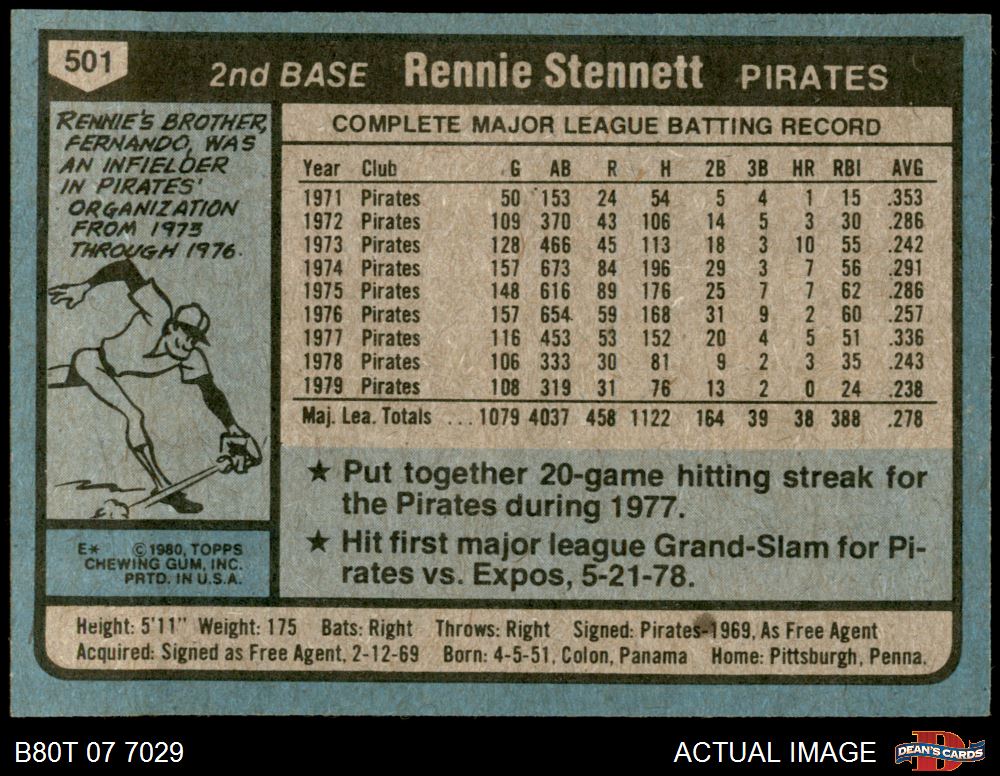 501
2nd BASE Rennie Stennett PIRATES
RENNIE'S BROTHER,
FERNANDO, WAS
AN INFIELDER
IN PIRATES'
ORGANIZATION
FROM 1973
THROUGH 1976.
E* © 1980, TOPPS
CHEWING GUM, INC.
PRTD. IN U.S.A.
COMPLETE MAJOR LEAGUE BATTING RECORD
Year Club G AB R H 2B 3B HR RBI AVG
1971 Pirates 50 153 24 54 5 4 1 15 .353
1972 Pirates 109 370 43 106 14 5 3 30 .286
1973 Pirates 128 466 45 113 18 3 10 55 .242
1974 Pirates 157 673 84 196 29 3 7 56 .291
1975 Pirates 148 616 89 176 25 7 7 62 .286
1976 Pirates 157 654 59 168 31 9 2 60 .257
1977 Pirates 116 453 53 152 20 4 5 51 .336
1978 Pirates 106 333 30 81 9 2 3 35 .243
1979 Pirates 108 319 31 76 13 2 0 24 .238
Maj. Lea. Totals ... 1079 4037 458 1122 164 39 38 388 .278
★ Put together 20-game hitting streak for
the Pirates during 1977.
★ Hit first major league Grand-Slam for Pi-
rates vs. Expos, 5-21-78.
Height: 5'11" Weight: 175 Bats: Right Throws: Right Signed: Pirates-1969, As Free Agent
Acquired: Signed as Free Agent, 2-12-69 Born: 4-5-51, Colon, Panama Home: Pittsburgh, Penna.
B80T 07 7029 ACTUAL IMAGE DEAN'S CARDS